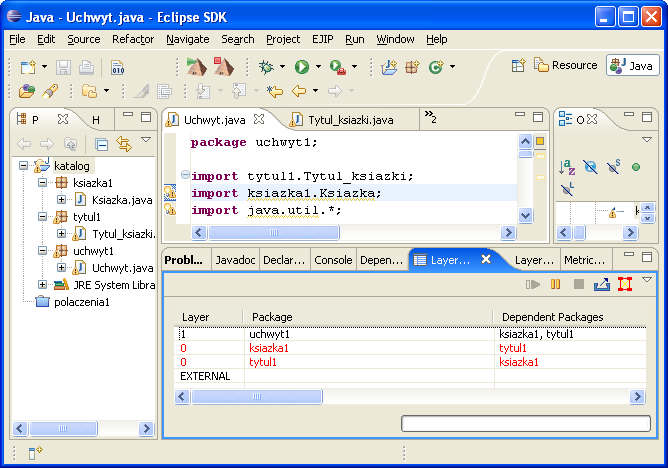 Java - Uchwyt.java - Eclipse SDK
File Edit Source Refactor Navigate Search Project EJIP Run Window Help
Resource Java
P H
katalog
ksiazka1
Ksiazka.java
tytul1
Tytul_ksiazki.
uchwyt1
Uchwyt.java
JRE System Libra
polaczenia1
Uchwyt.java Tytul_ksiazki.java »2
package uchwyt1;
import tytul1.Tytul_ksiazki;
import ksiazka1.Ksiazka;
import java.util.*;
O
Probl... Javadoc Declar... Console Depen... Layer... Layer... Metric...
Layer Package Dependent Packages
1 uchwyt1 ksiazka1, tytul1
0 ksiazka1 tytul1
0 tytul1 ksiazka1
EXTERNAL